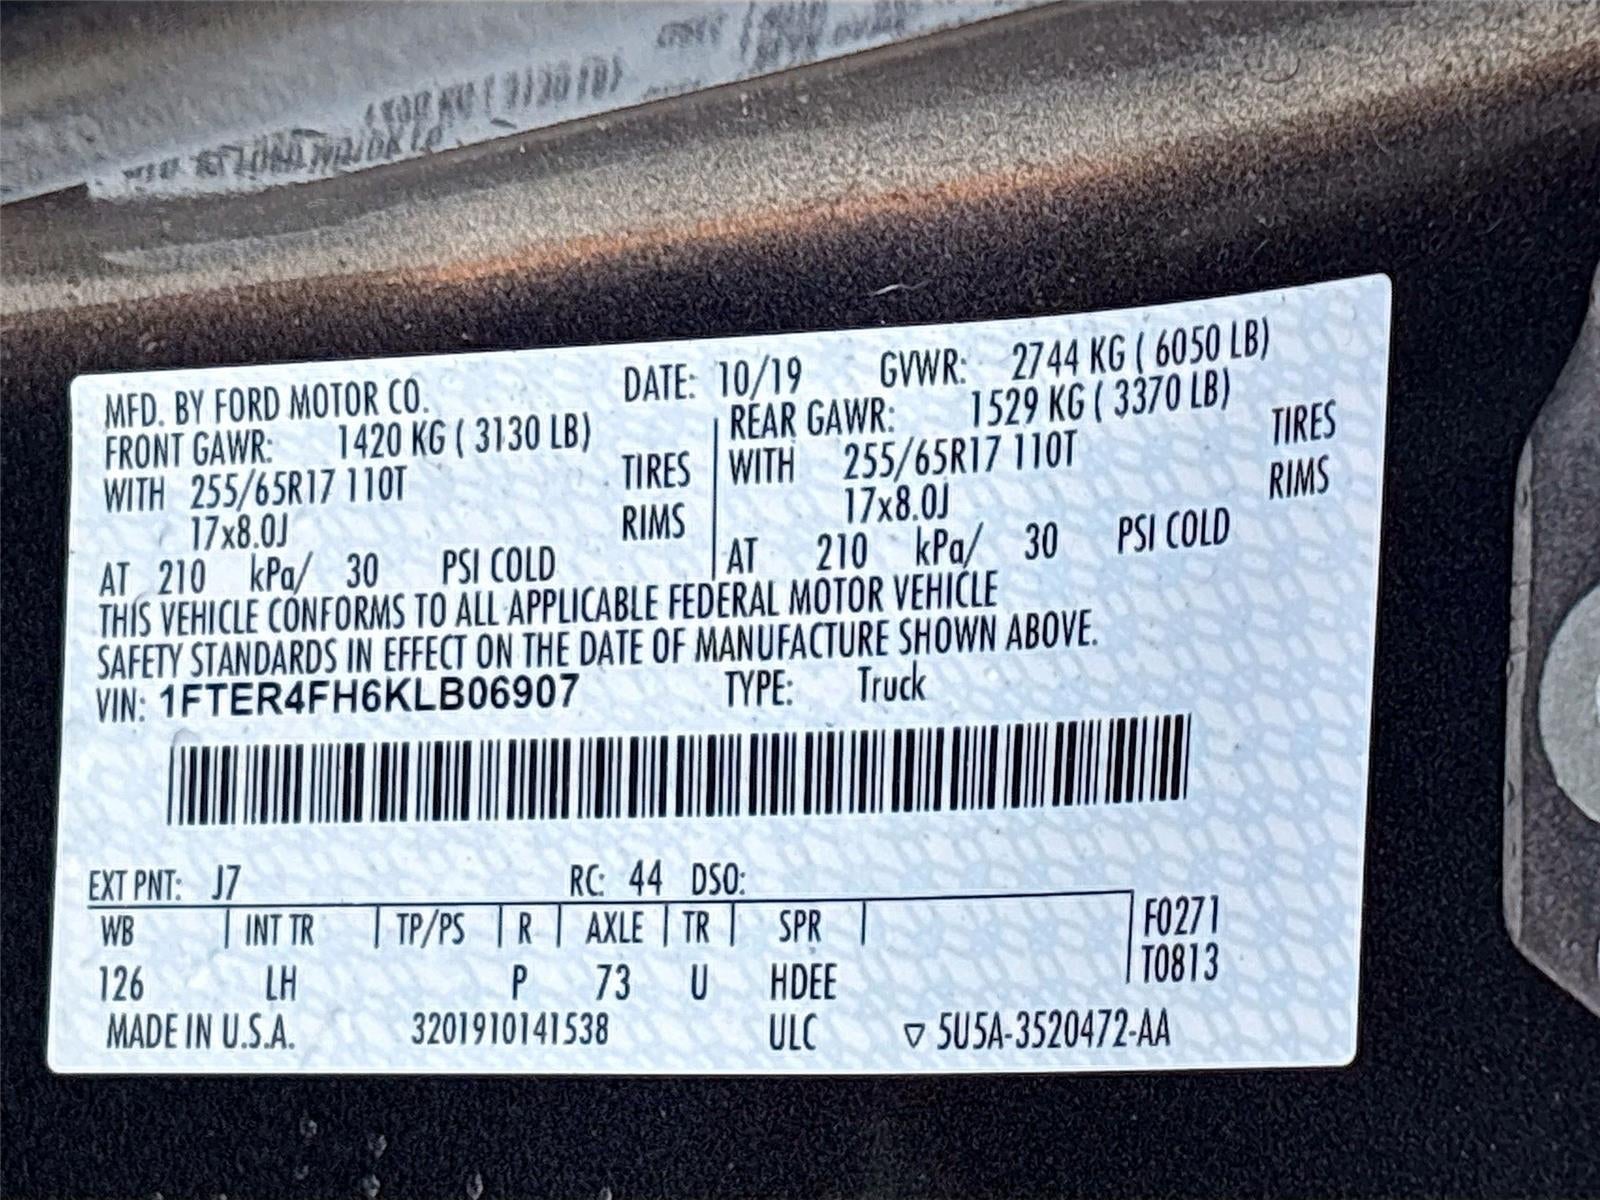 MFD. BY FORD MOTOR CO. DATE: 10/19 GVWR: 2744 KG ( 6050 LB)
FRONT GAWR: 1420 KG ( 3130 LB) REAR GAWR: 1529 KG ( 3370 LB)
WITH 255/65R17 110T TIRES WITH 255/65R17 110T TIRES
17x8.0J RIMS 17x8.0J RIMS
AT 210 kPa/ 30 PSI COLD AT 210 kPa/ 30 PSI COLD
THIS VEHICLE CONFORMS TO ALL APPLICABLE FEDERAL MOTOR VEHICLE
SAFETY STANDARDS IN EFFECT ON THE DATE OF MANUFACTURE SHOWN ABOVE.
VIN: 1FTER4FH6KLB06907 TYPE: Truck
EXT PNT: J7 RC: 44 DSO:
WB INT TR TP/PS R AXLE TR SPR F0271
T0813
126 LH P 73 U HDEE
MADE IN U.S.A. 3201910141538 ULC ▽ 5U5A-3520472-AA